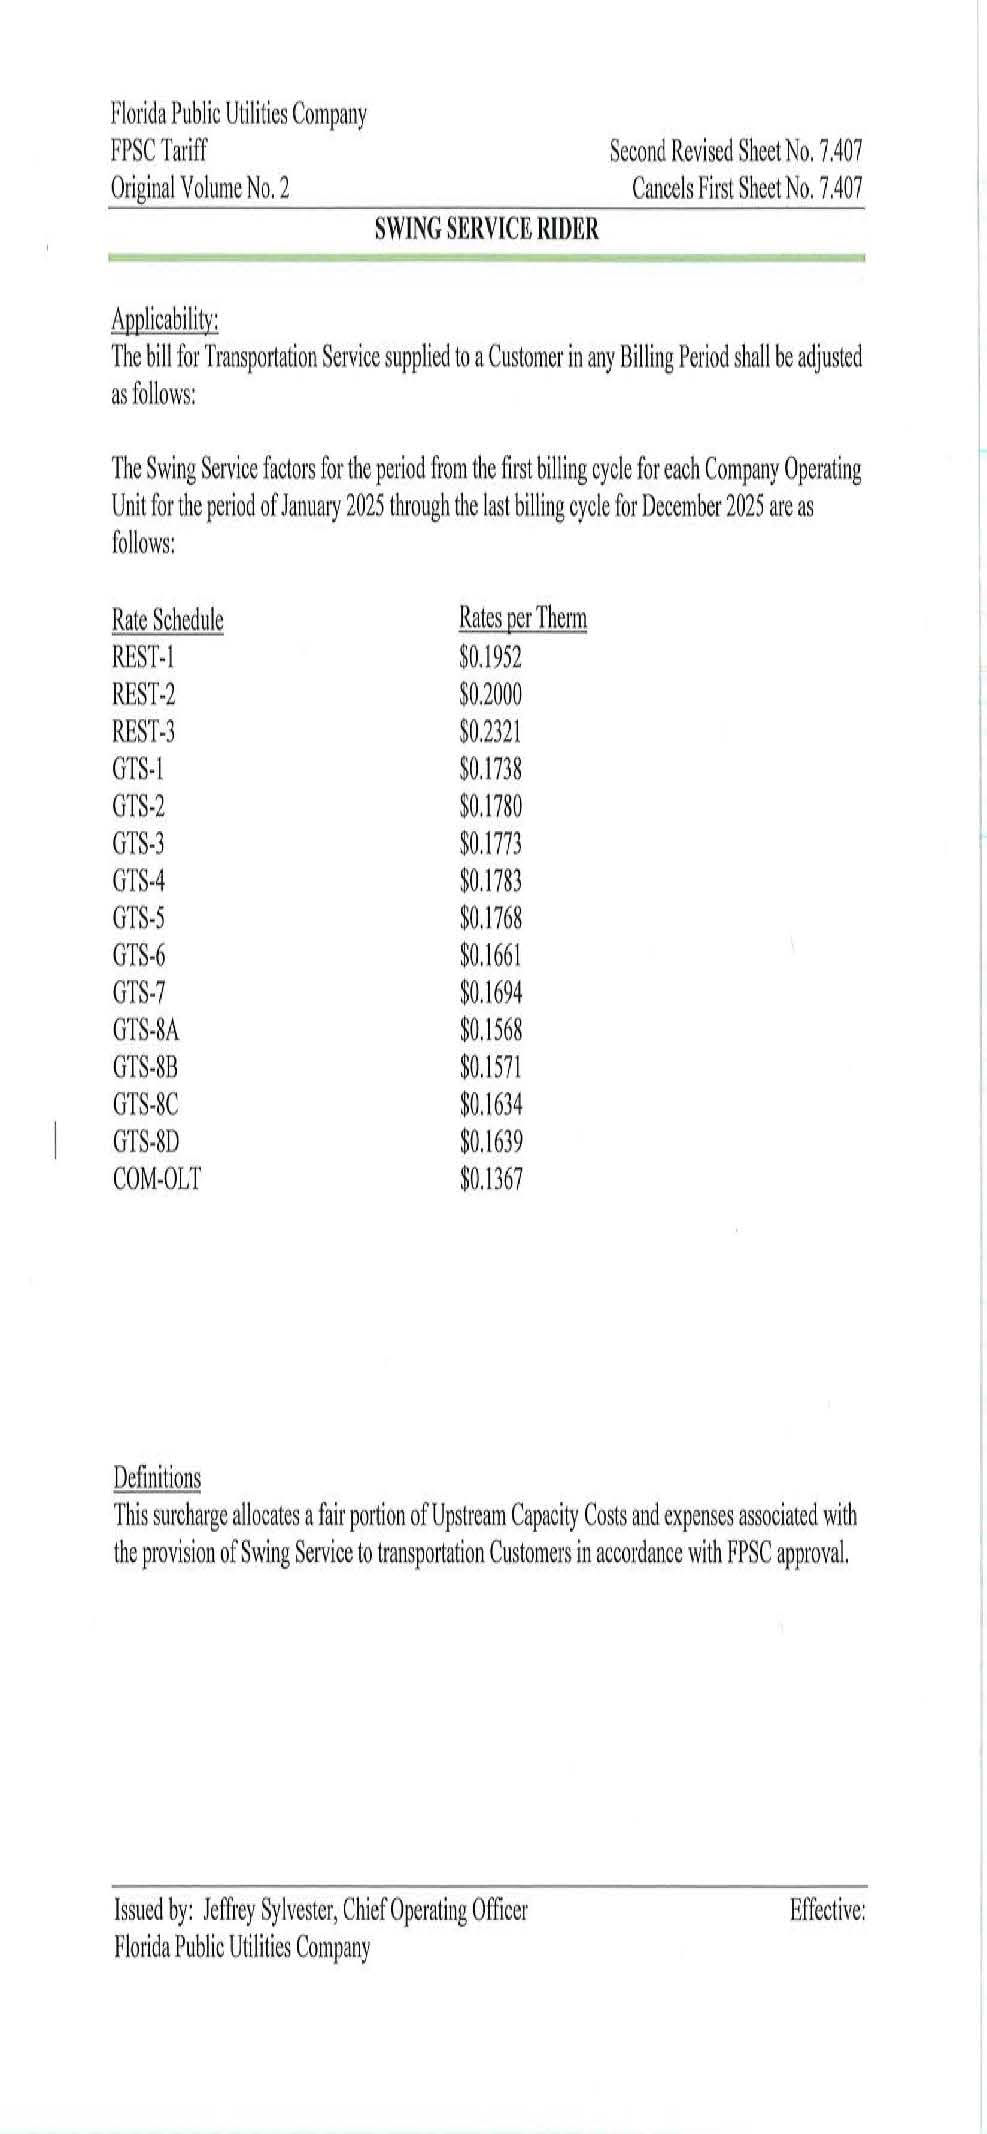 Florida Public Utilities Company
FPSC Tariff
Second Revised Sheet No. 7.407
Original Volume No. 2
Cancels First Sheet No. 7.407
SWING SERVICE RIDER
Applicability:
The bill for Transportation Service supplied to a Customer in any Billing Period shall be adjusted
as follows:
The Swing Service factors for the period from the first billing cycle for each Company Operating
Unit for the period of January 2025 through the last billing cycle for December 2025 are as
follows:
Rate Schedule Rates per Therm
REST-1 $0.1952
REST-2 $0.2000
REST-3 $0.2321
GTS-1 $0.1738
GTS-2 $0.1780
GTS-3 $0.1773
GTS-4 $0.1783
GTS-5 $0.1768
GTS-6 $0.1661
GTS-7 $0.1694
GTS-8A $0.1568
GTS-8B $0.1571
GTS-8C $0.1634
GTS-8D $0.1639
COM-OLT $0.1367
Definitions
This surcharge allocates a fair portion of Upstream Capacity Costs and expenses associated with
the provision of Swing Service to transportation Customers in accordance with FPSC approval.
Issued by: Jeffrey Sylvester, Chief Operating Officer Effective:
Florida Public Utilities Company